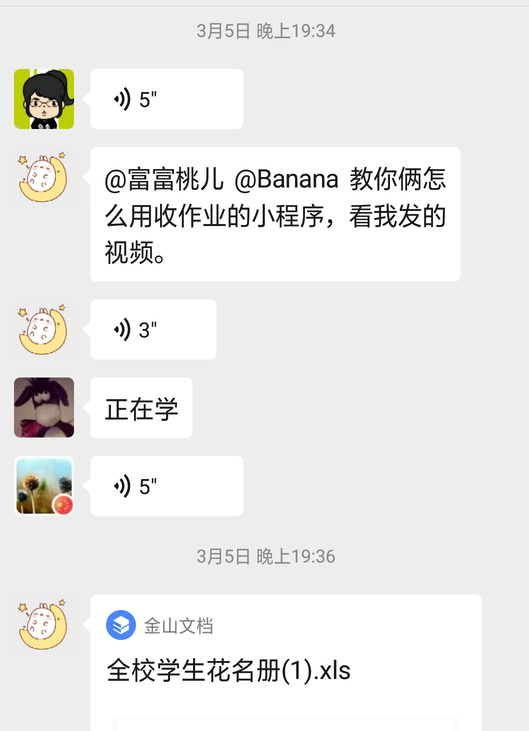 3月5日 晚上19:34
5"
@富富桃儿 @Banana 教你俩怎
么用收作业的小程序，看我发的
视频。
3"
正在学
5"
3月5日 晚上19:36
金山文档
全校学生花名册(1).xls